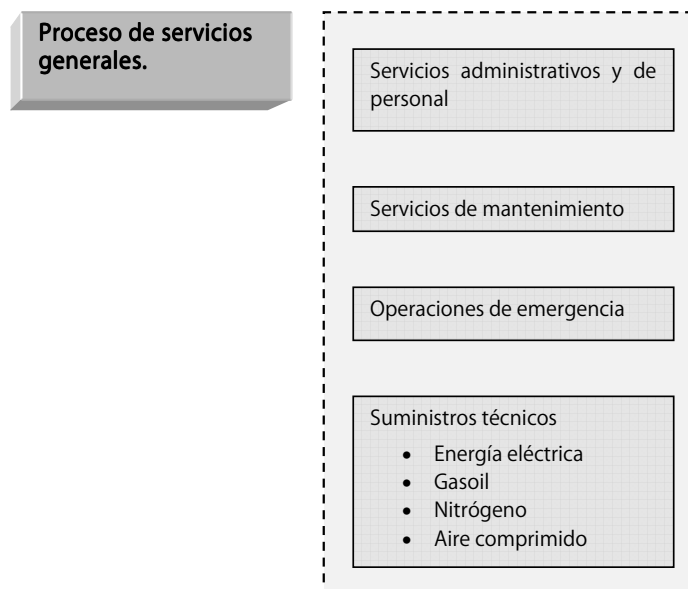 Proceso de servicios
generales.
Servicios administrativos y de
personal
Servicios de mantenimiento
Operaciones de emergencia
Suministros técnicos
• Energía eléctrica
• Gasoil
• Nitrógeno
• Aire comprimido